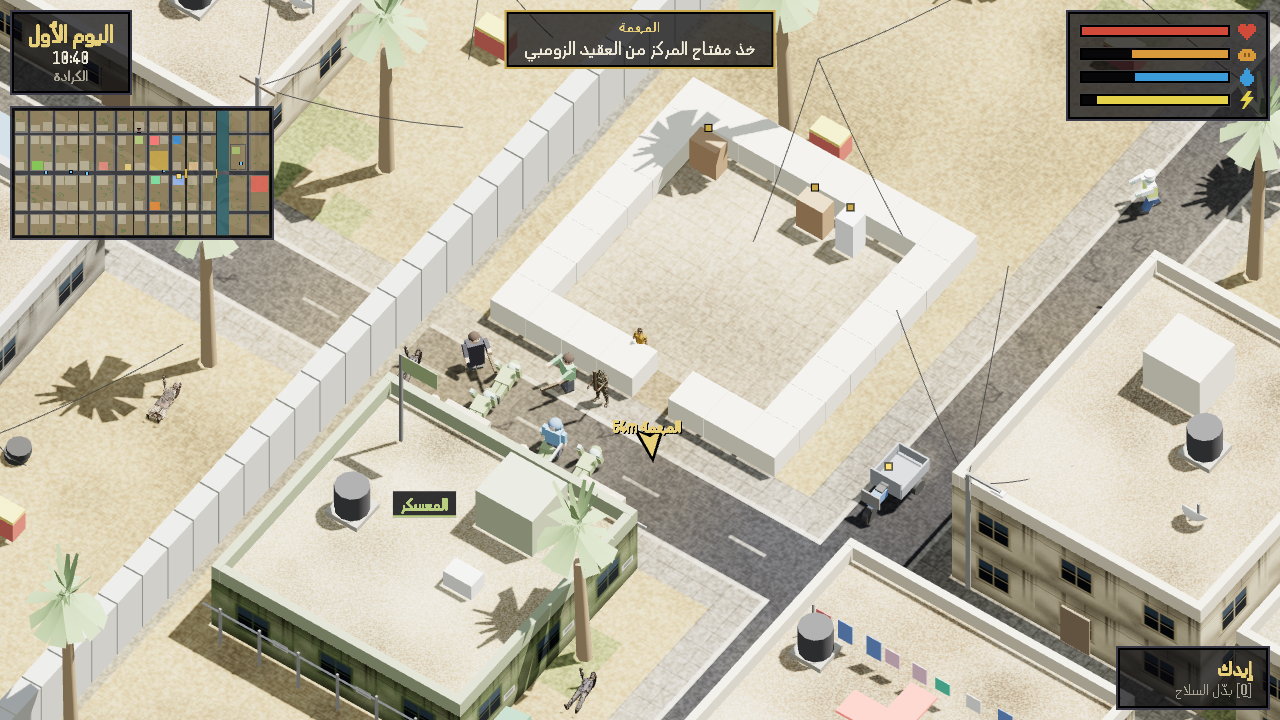 اليوم الأول
10:40
الكرادة
المهمة
خذ مفتاح المركز من العقيد الزومبي
المعسكر
إيدك
[Q] بدّل السلاح